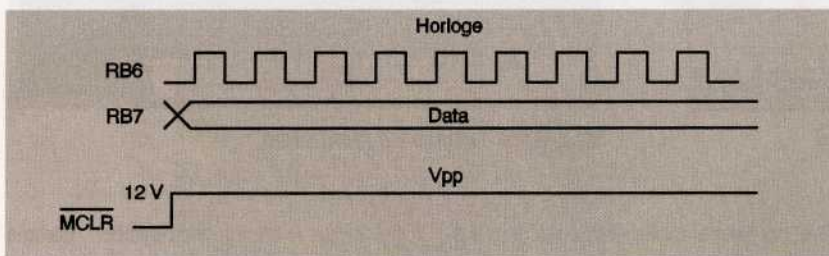 Horloge
RB6
RB7 Data
Vpp
12 V
MCLR